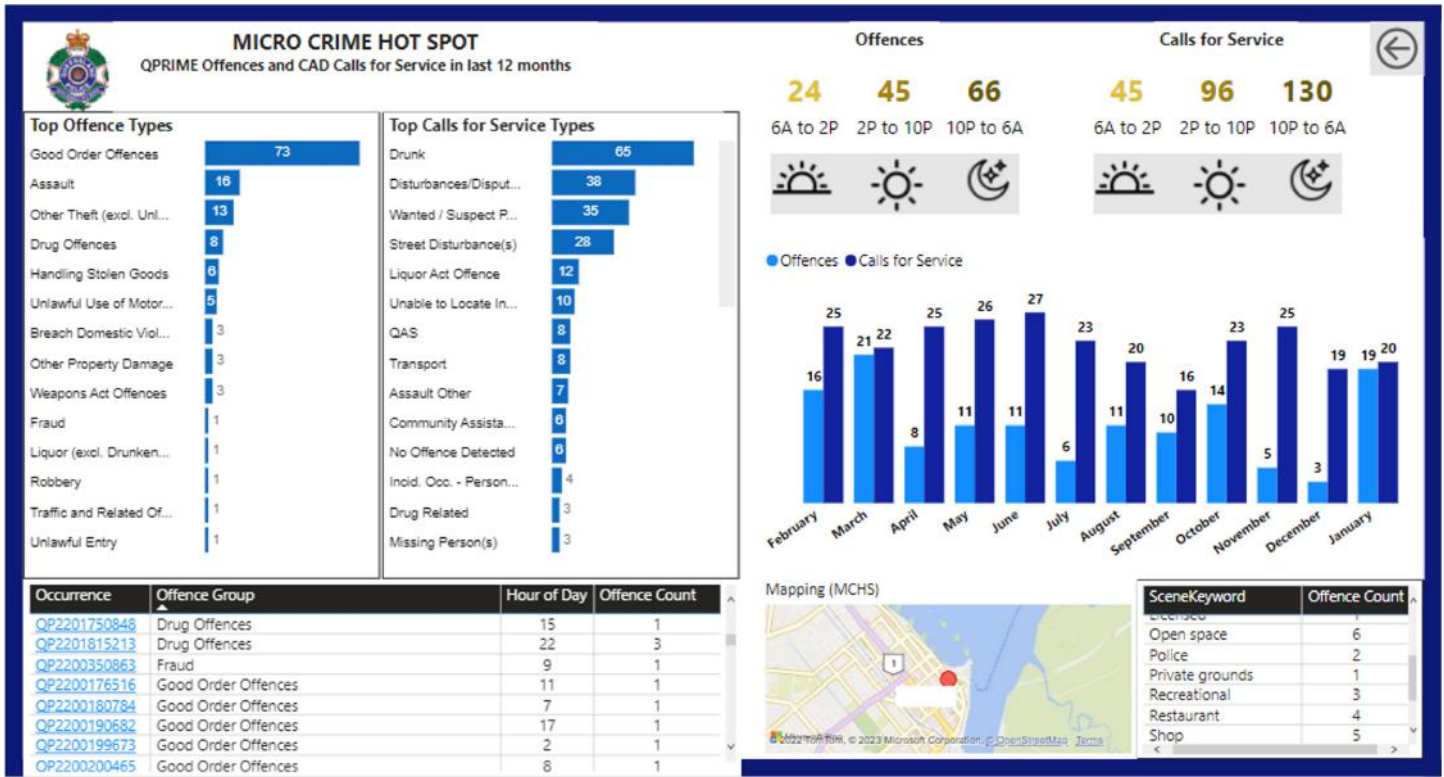 MICRO CRIME HOT SPOT
QPRIME Offences and CAD Calls for Service in last 12 months
Offences
24 45 66
6A to 2P 2P to 10P 10P to 6A
Calls for Service
45 96 130
6A to 2P 2P to 10P 10P to 6A
Top Offence Types
Good Order Offences 73
Assault 16
Other Theft (excl. Unl... 13
Drug Offences 8
Handling Stolen Goods 6
Unlawful Use of Motor... 5
Breach Domestic Viol... 3
Other Property Damage 3
Weapons Act Offences 3
Fraud 1
Liquor (excl. Drunken... 1
Robbery 1
Traffic and Related Of... 1
Unlawful Entry 1
Top Calls for Service Types
Drunk 65
Disturbances/Disput... 38
Wanted / Suspect P... 35
Street Disturbance(s) 28
Liquor Act Offence 12
Unable to Locate In... 10
QAS 8
Transport 8
Assault Other 7
Community Assista... 6
No Offence Detected 6
Incid. Occ. - Person... 4
Drug Related 3
Missing Person(s) 3
Offences Calls for Service
16 25 21 22 8 25 11 26 11 27 6 23 11 20 10 16 14 23 5 25 3 19 19 20
February March April May June July August September October November December January
Occurrence Offence Group Hour of Day Offence Count
QP2201750848 Drug Offences 15 1
QP2201815213 Drug Offences 22 3
QP2200350863 Fraud 9 1
QP2200176516 Good Order Offences 11 1
QP2200180784 Good Order Offences 7 1
QP2200190682 Good Order Offences 17 1
QP2200199673 Good Order Offences 2 1
QP2200200465 Good Order Offences 8 1
Mapping (MCHS)
1
© 2022 TomTom, © 2023 Microsoft Corporation, © OpenStreetMap Terms
SceneKeyword Offence Count
Licensed
Open space 6
Police 2
Private grounds 1
Recreational 3
Restaurant 4
Shop 5